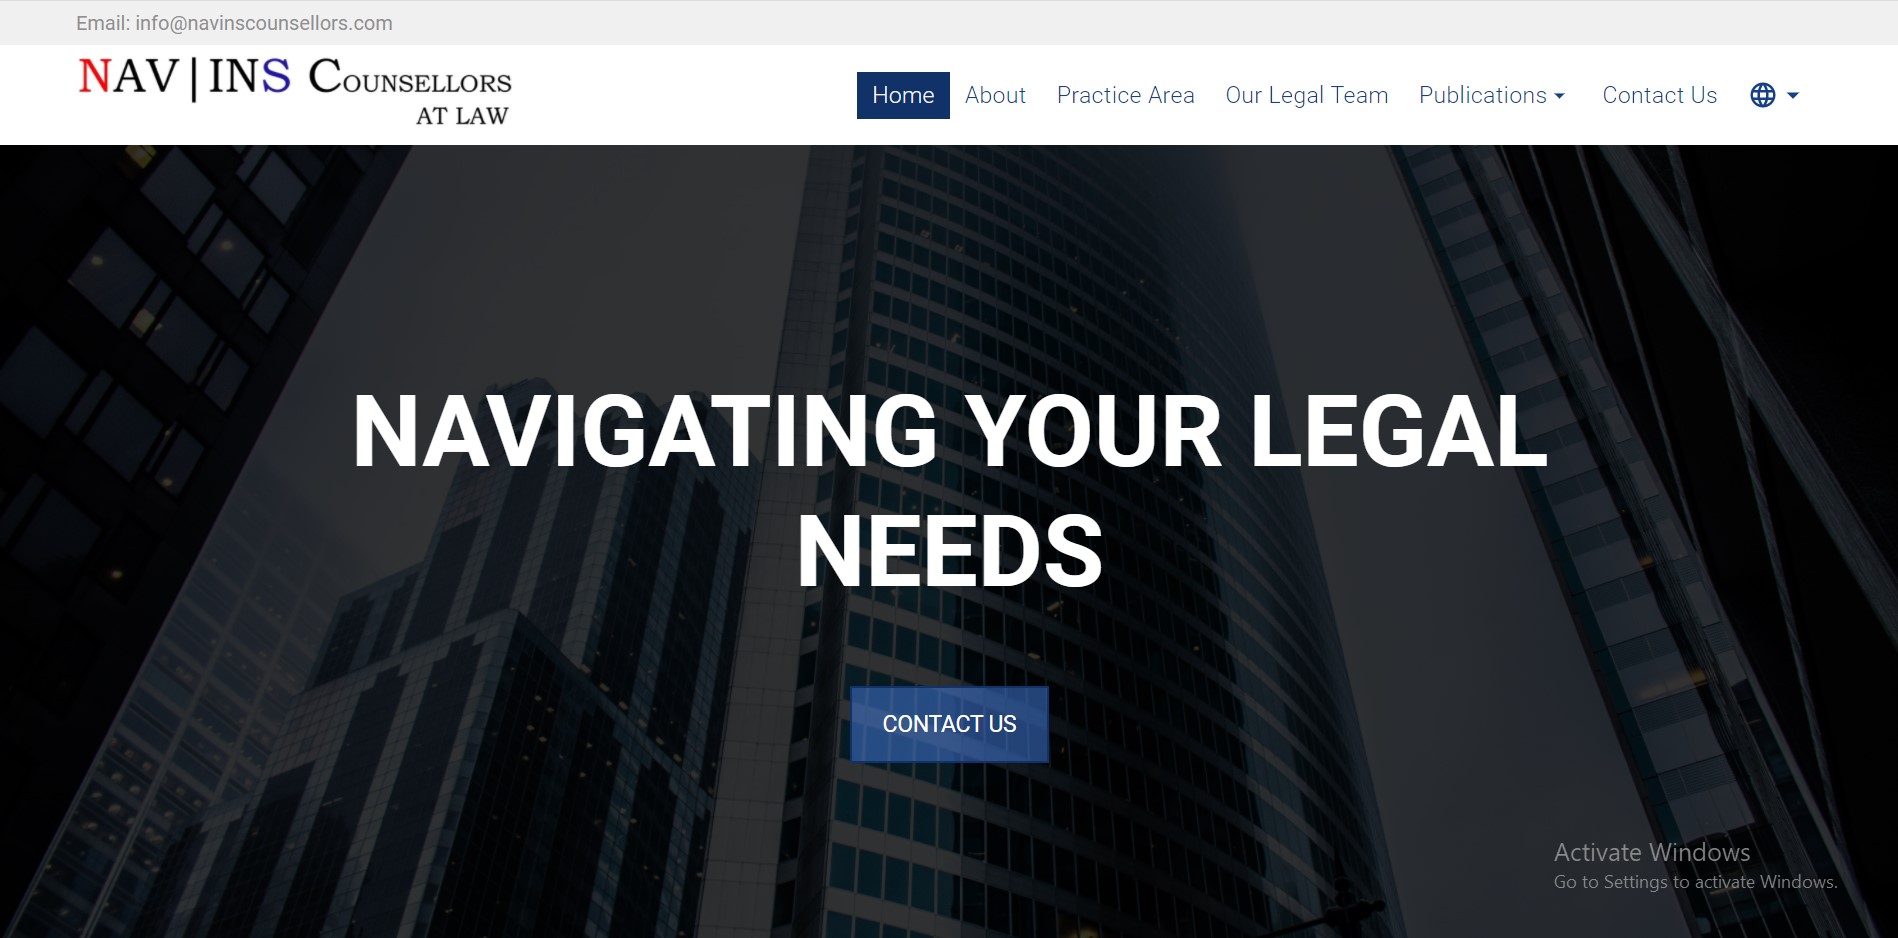 Email: info@navinscounsellors.com
NAV|INS COUNSELLORS
AT LAW
Home About Practice Area Our Legal Team Publications Contact Us
NAVIGATING YOUR LEGAL
NEEDS
CONTACT US
Activate Windows
Go to Settings to activate Windows.